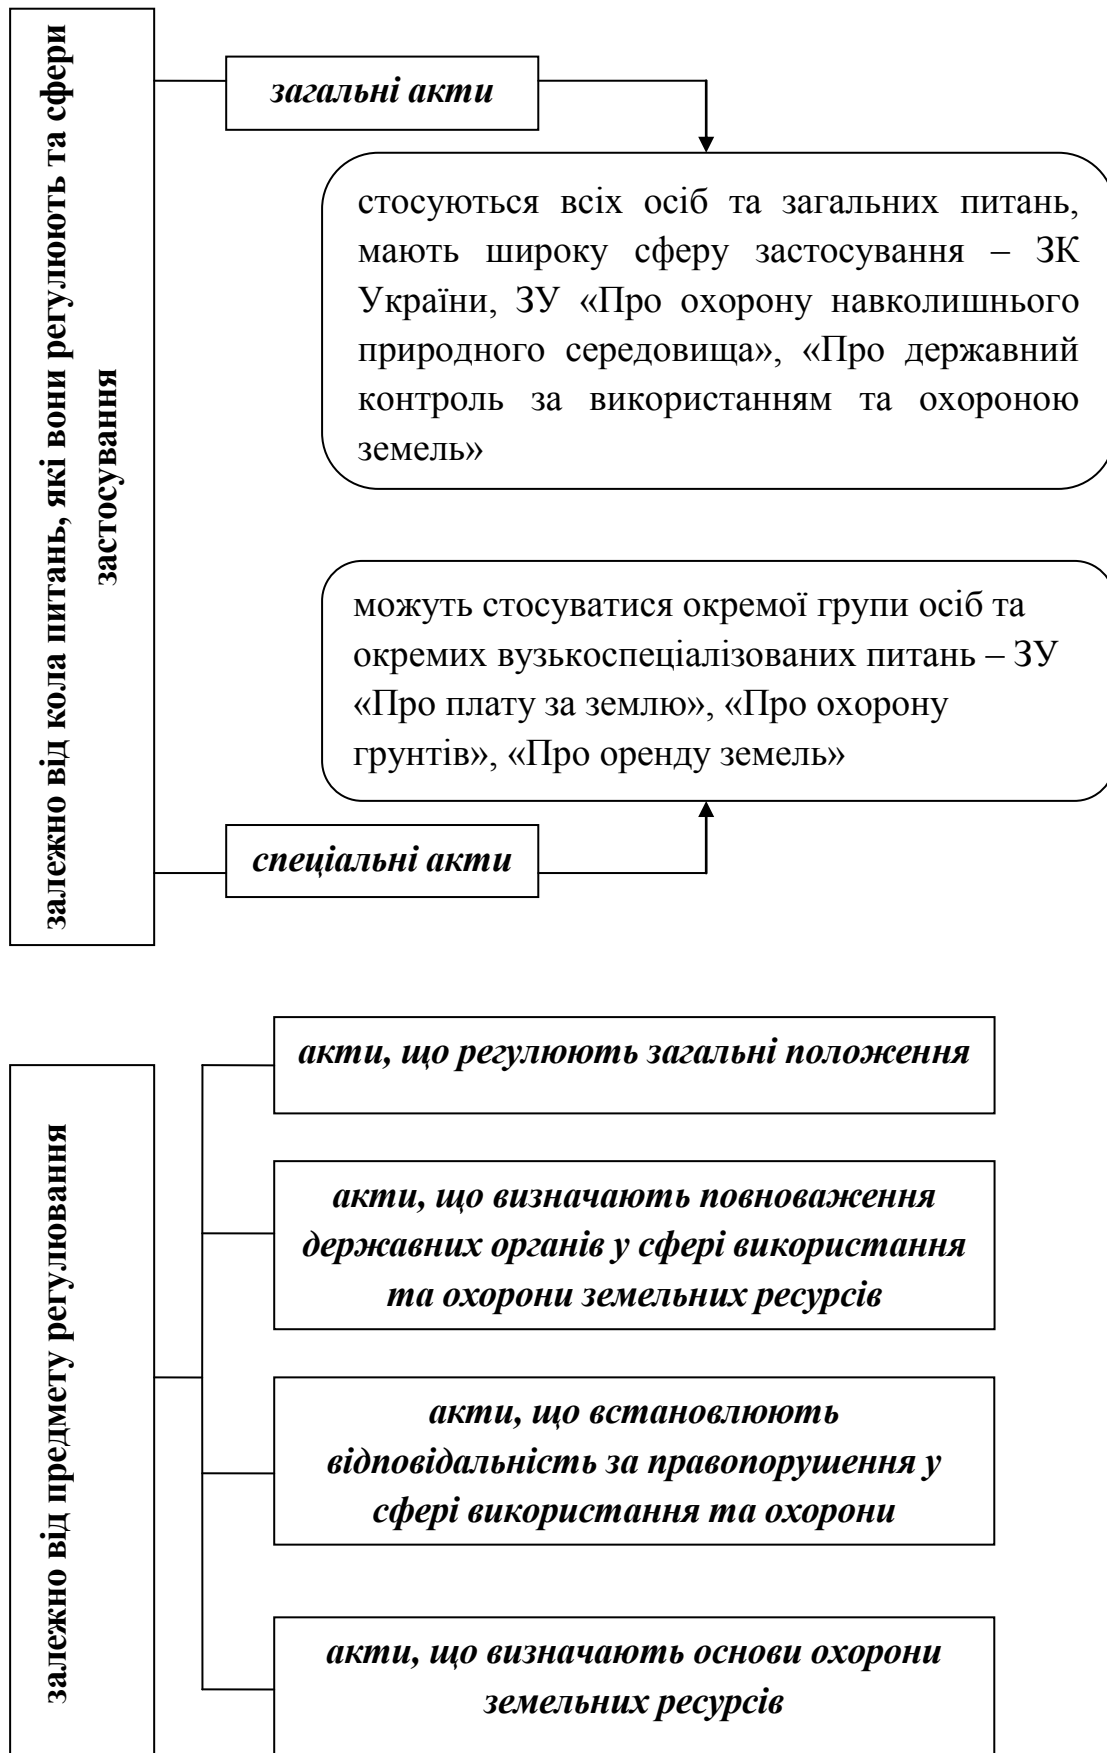 залежно від кола питань, які вони регулюють та сфери
застосування
загальні акти
стосуються всіх осіб та загальних питань,
мають широку сферу застосування – ЗК
України, ЗУ «Про охорону навколишнього
природного середовища», «Про державний
контроль за використанням та охороною
земель»
можуть стосуватися окремої групи осіб та
окремих вузькоспеціалізованих питань – ЗУ
«Про плату за землю», «Про охорону
грунтів», «Про оренду земель»
спеціальні акти
залежно від предмету регулювання
акти, що регулюють загальні положення
акти, що визначають повноваження
державних органів у сфері використання
та охорони земельних ресурсів
акти, що встановлюють
відповідальність за правопорушення у
сфері використання та охорони
акти, що визначають основи охорони
земельних ресурсів